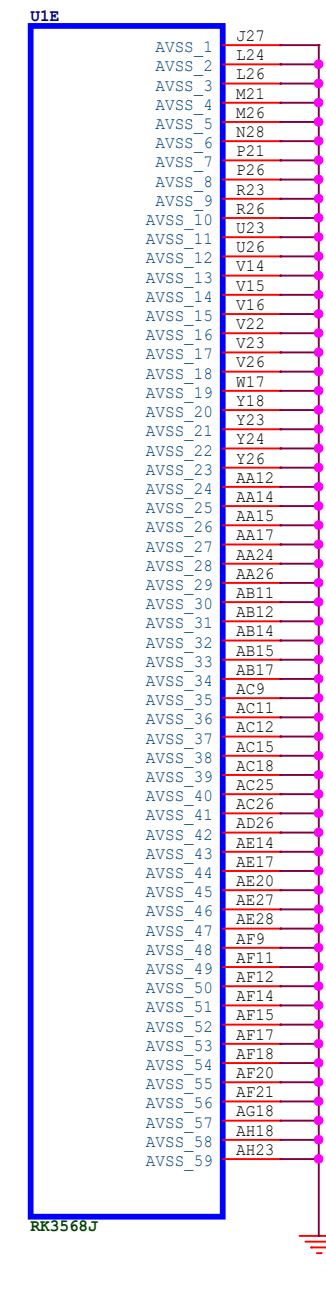 U1E
AVSS_1 J27
AVSS_2 L24
AVSS_3 L26
AVSS_4 M21
AVSS_5 M26
AVSS_6 N28
AVSS_7 P21
AVSS_8 P26
AVSS_9 R23
AVSS_10 R26
AVSS_11 U23
AVSS_12 U26
AVSS_13 V14
AVSS_14 V15
AVSS_15 V16
AVSS_16 V22
AVSS_17 V23
AVSS_18 V26
AVSS_19 W17
AVSS_20 Y18
AVSS_21 Y23
AVSS_22 Y24
AVSS_23 Y26
AVSS_24 AA12
AVSS_25 AA14
AVSS_26 AA15
AVSS_27 AA17
AVSS_28 AA24
AVSS_29 AA26
AVSS_30 AB11
AVSS_31 AB12
AVSS_32 AB14
AVSS_33 AB15
AVSS_34 AB17
AVSS_35 AC9
AVSS_36 AC11
AVSS_37 AC12
AVSS_38 AC15
AVSS_39 AC18
AVSS_40 AC25
AVSS_41 AC26
AVSS_42 AD26
AVSS_43 AE14
AVSS_44 AE17
AVSS_45 AE20
AVSS_46 AE27
AVSS_47 AE28
AVSS_48 AF9
AVSS_49 AF11
AVSS_50 AF12
AVSS_51 AF14
AVSS_52 AF15
AVSS_53 AF17
AVSS_54 AF18
AVSS_55 AF20
AVSS_56 AF21
AVSS_57 AG18
AVSS_58 AH18
AVSS_59 AH23
RK3568J